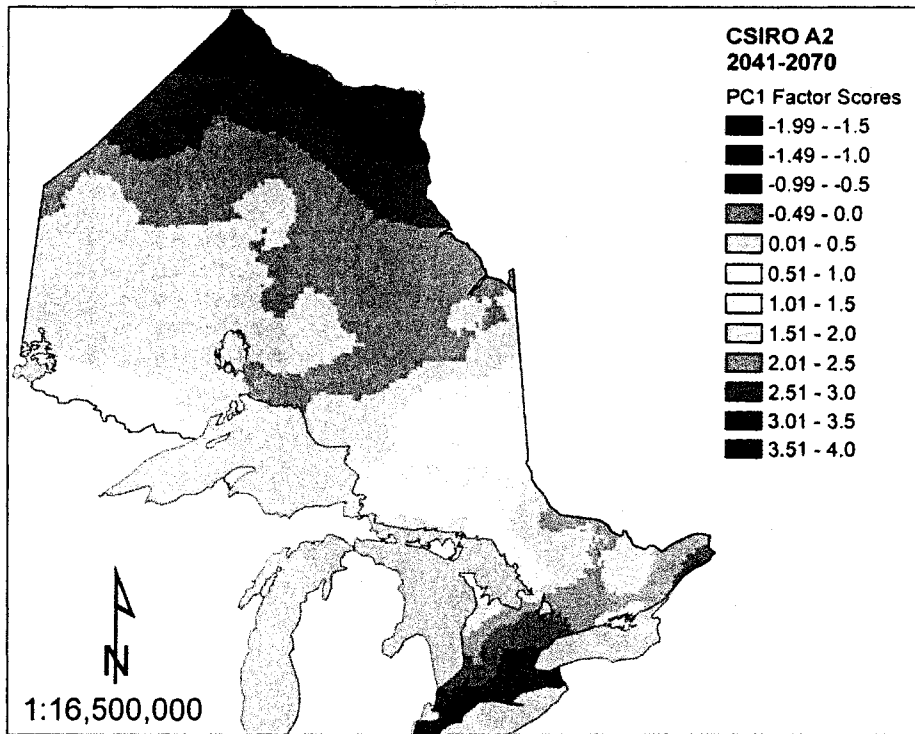 CSIRO A2
2041-2070
PC1 Factor Scores
-1.99 - -1.5
-1.49 - -1.0
-0.99 - -0.5
-0.49 - 0.0
0.01 - 0.5
0.51 - 1.0
1.01 - 1.5
1.51 - 2.0
2.01 - 2.5
2.51 - 3.0
3.01 - 3.5
3.51 - 4.0
N
1:16,500,000